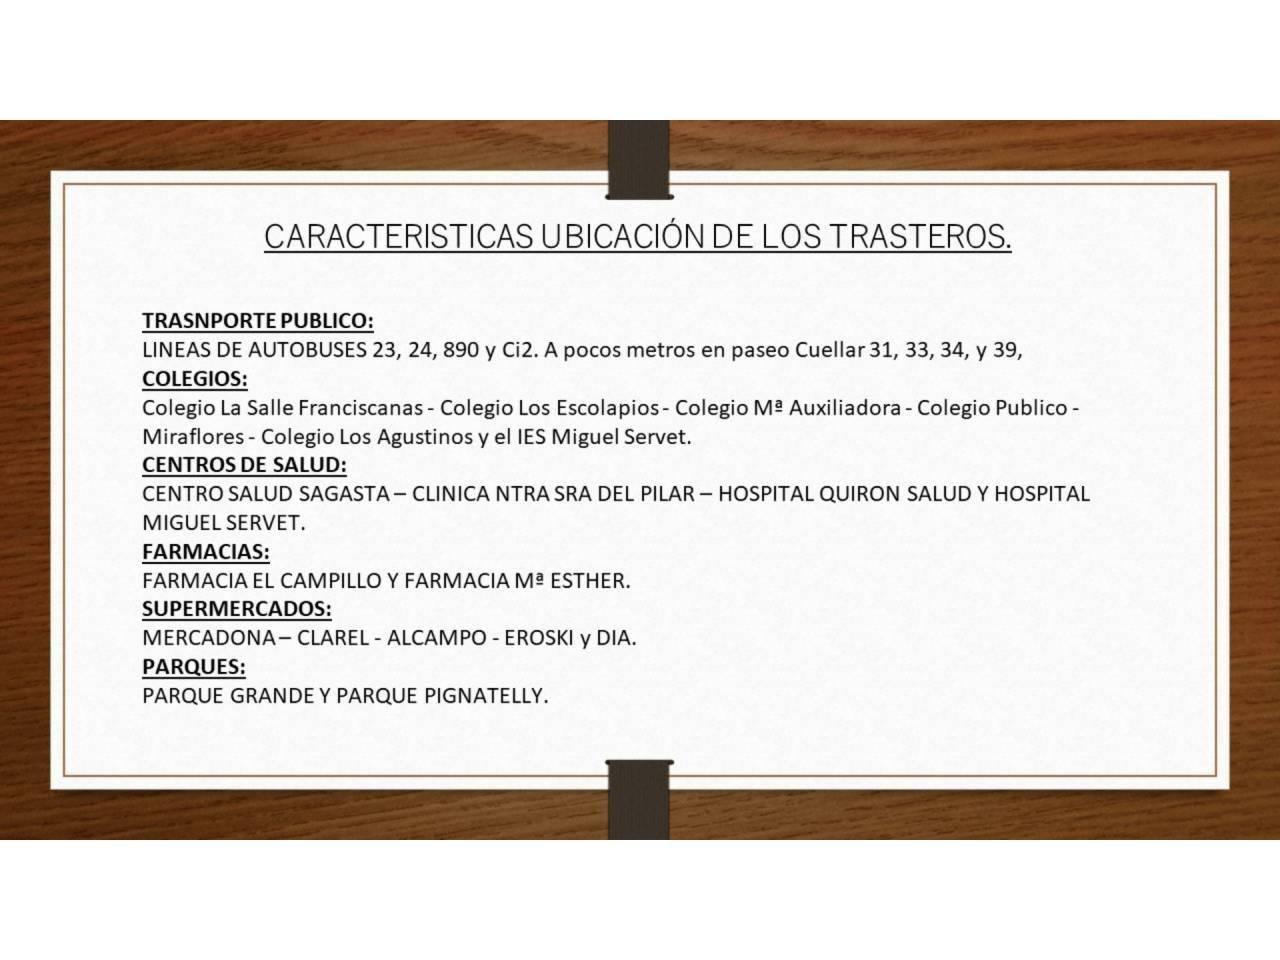 CARACTERISTICAS UBICACIÓN DE LOS TRASTEROS.
TRASNPORTE PUBLICO:
LINEAS DE AUTOBUSES 23, 24, 890 y Ci2. A pocos metros en paseo Cuellar 31, 33, 34, y 39,
COLEGIOS:
Colegio La Salle Franciscanas - Colegio Los Escolapios - Colegio Mª Auxiliadora - Colegio Publico -
Miraflores - Colegio Los Agustinos y el IES Miguel Servet.
CENTROS DE SALUD:
CENTRO SALUD SAGASTA – CLINICA NTRA SRA DEL PILAR – HOSPITAL QUIRON SALUD Y HOSPITAL
MIGUEL SERVET.
FARMACIAS:
FARMACIA EL CAMPILLO Y FARMACIA Mª ESTHER.
SUPERMERCADOS:
MERCADONA – CLAREL - ALCAMPO - EROSKI y DIA.
PARQUES:
PARQUE GRANDE Y PARQUE PIGNATELLY.